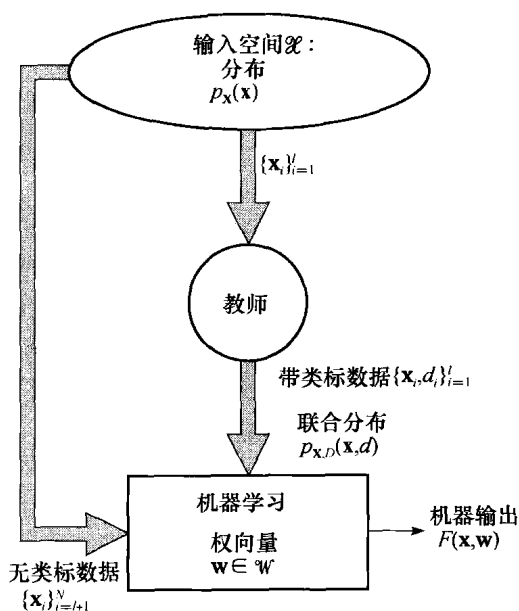 输入空间𝒳：
分布
p_X(x)
{x_i}_{i=1}^l
教师
带类标数据{x_i,d_i}_{i=1}^l
联合分布
p_{X,D}(x,d)
机器学习
权向量
w∈𝒲
机器输出
F(x,w)
无类标数据
{x_i}_{i=l+1}^N